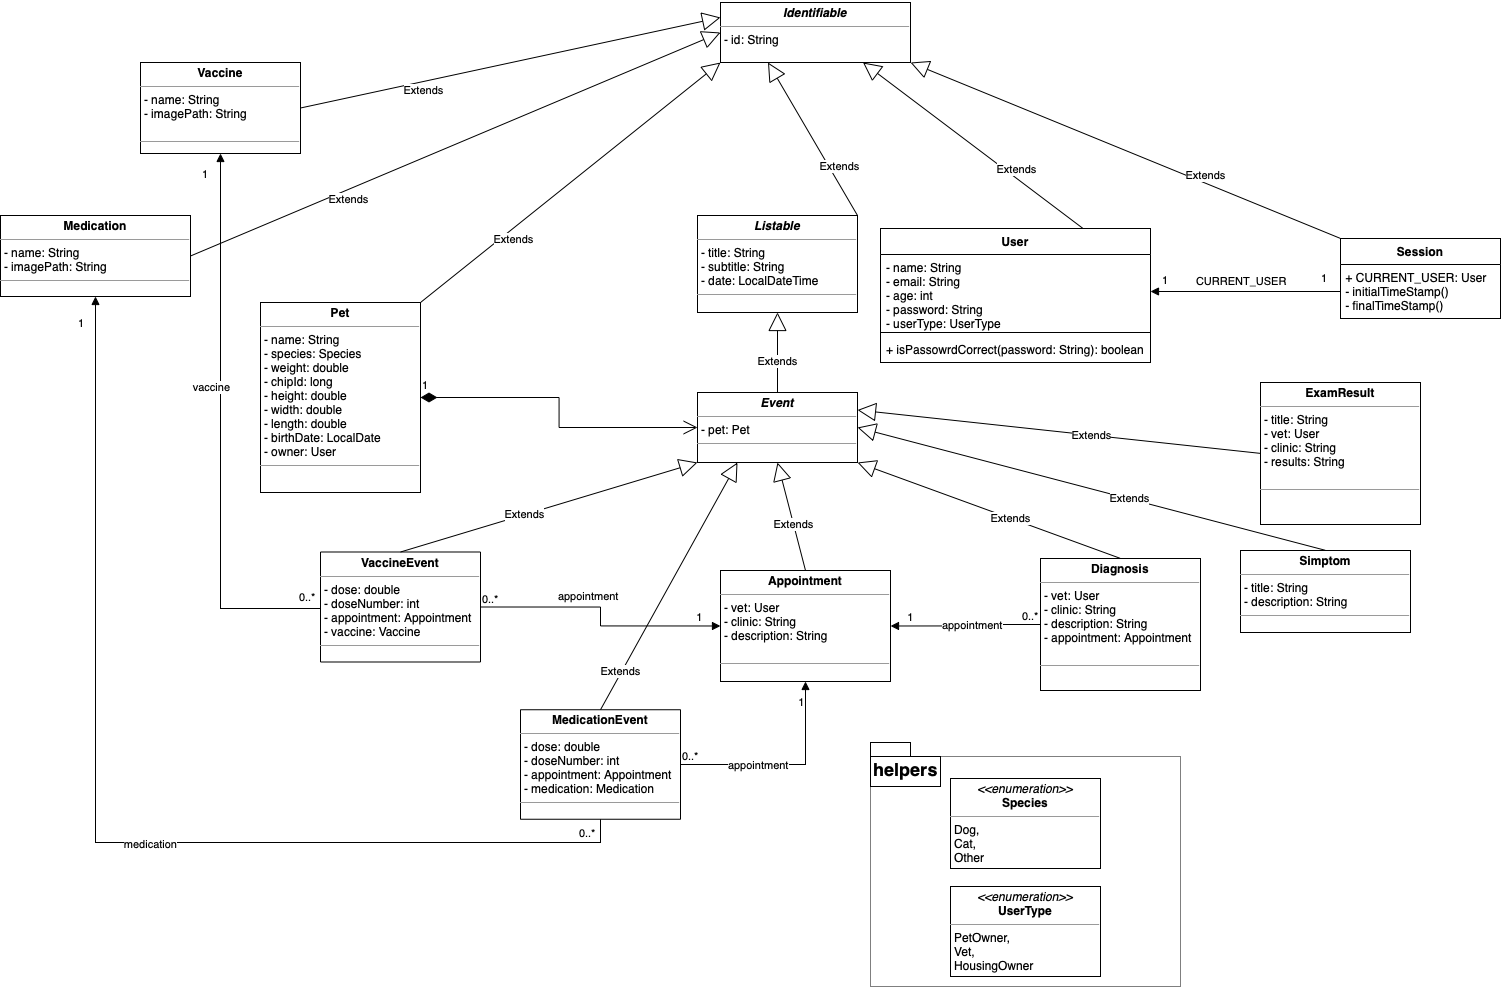 Identifiable
- id: String
Vaccine
- name: String
- imagePath: String
Extends
1
Extends
Extends
Extends
Extends
Extends
Medication
- name: String
- imagePath: String
1
Listable
- title: String
- subtitle: String
- date: LocalDateTime
User
- name: String
- email: String
- age: int
- password: String
- userType: UserType
+ isPassowrdCorrect(password: String): boolean
1
CURRENT_USER
1
Session
+ CURRENT_USER: User
- initialTimeStamp()
- finalTimeStamp()
Pet
- name: String
- species: Species
- weight: double
- chipId: long
- height: double
- width: double
- length: double
- birthDate: LocalDate
- owner: User
1
vaccine
Extends
Event
- pet: Pet
ExamResult
- title: String
- vet: User
- clinic: String
- results: String
Extends
Extends
Extends
Extends
Extends
VaccineEvent
- dose: double
- doseNumber: int
- appointment: Appointment
- vaccine: Vaccine
0..*
0..*
appointment
1
Appointment
- vet: User
- clinic: String
- description: String
1
appointment
0..*
Diagnosis
- vet: User
- clinic: String
- description: String
- appointment: Appointment
Simptom
- title: String
- description: String
Extends
1
MedicationEvent
- dose: double
- doseNumber: int
- appointment: Appointment
- medication: Medication
0..*
appointment
0..*
medication
helpers
<<enumeration>>
Species
Dog,
Cat,
Other
<<enumeration>>
UserType
PetOwner,
Vet,
HousingOwner